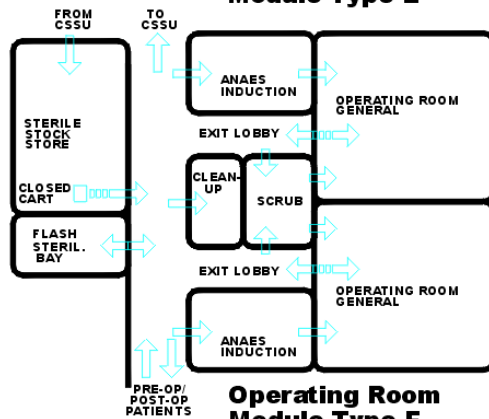 Module Type E
FROM
CSSU
TO
CSSU
ANAES
INDUCTION
OPERATING ROOM
GENERAL
STERILE
STOCK
STORE
EXIT LOBBY
CLEAN-
UP
SCRUB
CLOSED
CART
FLASH
STERIL.
BAY
EXIT LOBBY
OPERATING ROOM
GENERAL
ANAES
INDUCTION
PRE-OP/
POST-OP
PATIENTS
Operating Room
Module Type F